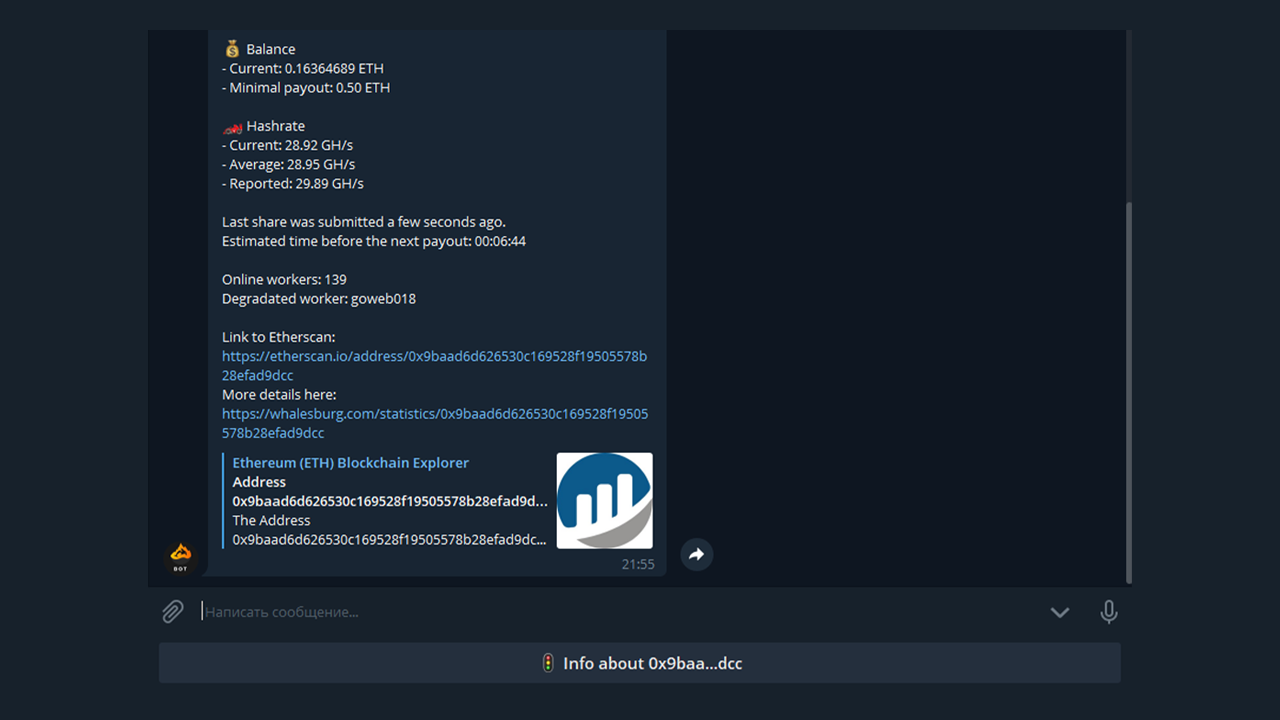 Balance
- Current: 0.16364689 ETH
- Minimal payout: 0.50 ETH
Hashrate
- Current: 28.92 GH/s
- Average: 28.95 GH/s
- Reported: 29.89 GH/s
Last share was submitted a few seconds ago.
Estimated time before the next payout: 00:06:44
Online workers: 139
Degradated worker: goweb018
Link to Etherscan:
https://etherscan.io/address/0x9baad6d626530c169528f19505578b
28efad9dcc
More details here:
https://whalesburg.com/statistics/0x9baad6d626530c169528f19505
578b28efad9dcc
Ethereum (ETH) Blockchain Explorer
Address
0x9baad6d626530c169528f19505578b28efad9d...
The Address
0x9baad6d626530c169528f19505578b28efad9dc...
BOT
21:55
Написать сообщение...
Info about 0x9baa...dcc